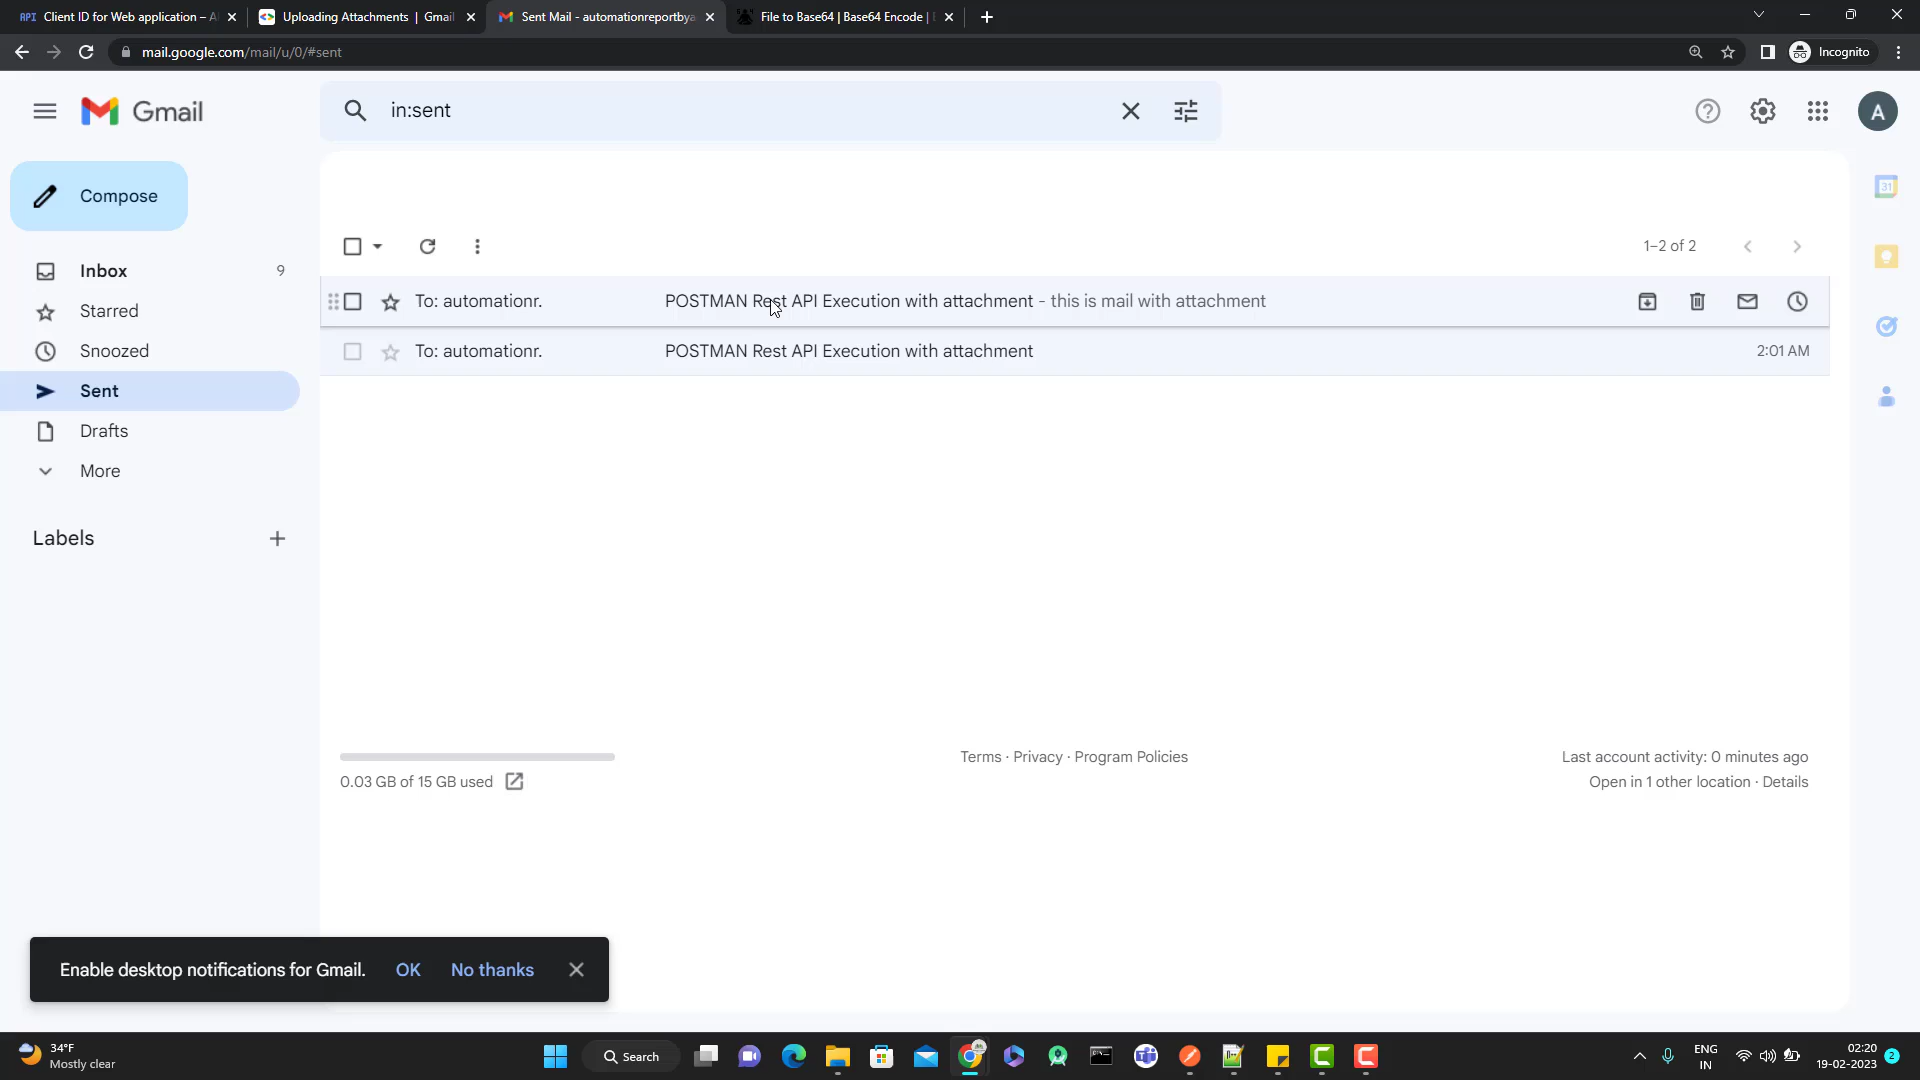 API Client ID for Web application – A
Uploading Attachments | Gmail
Sent Mail - automationreportbya
File to Base64 | Base64 Encode |
mail.google.com/mail/u/0/#sent
Incognito
Gmail
in:sent
A
Compose
31
1–2 of 2
Inbox 9
To: automationr. POSTMAN Rest API Execution with attachment - this is mail with attachment
Starred
Snoozed
To: automationr. POSTMAN Rest API Execution with attachment 2:01 AM
Sent
Drafts
More
Labels
Terms · Privacy · Program Policies
Last account activity: 0 minutes ago
0.03 GB of 15 GB used
Open in 1 other location · Details
Enable desktop notifications for Gmail. OK No thanks
34°F
Mostly clear
Search
ENG
IN
02:20
19-02-2023
2